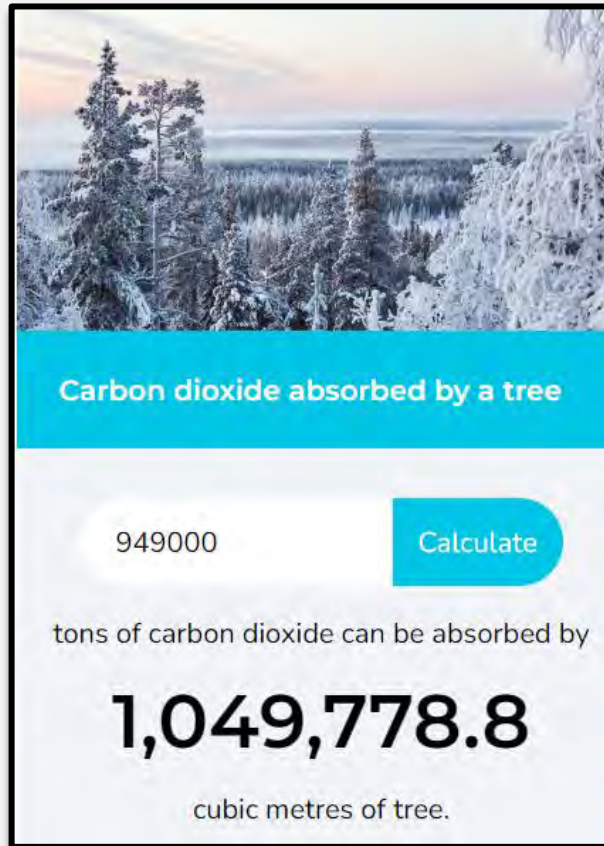 Carbon dioxide absorbed by a tree
949000
Calculate
tons of carbon dioxide can be absorbed by
1,049,778.8
cubic metres of tree.